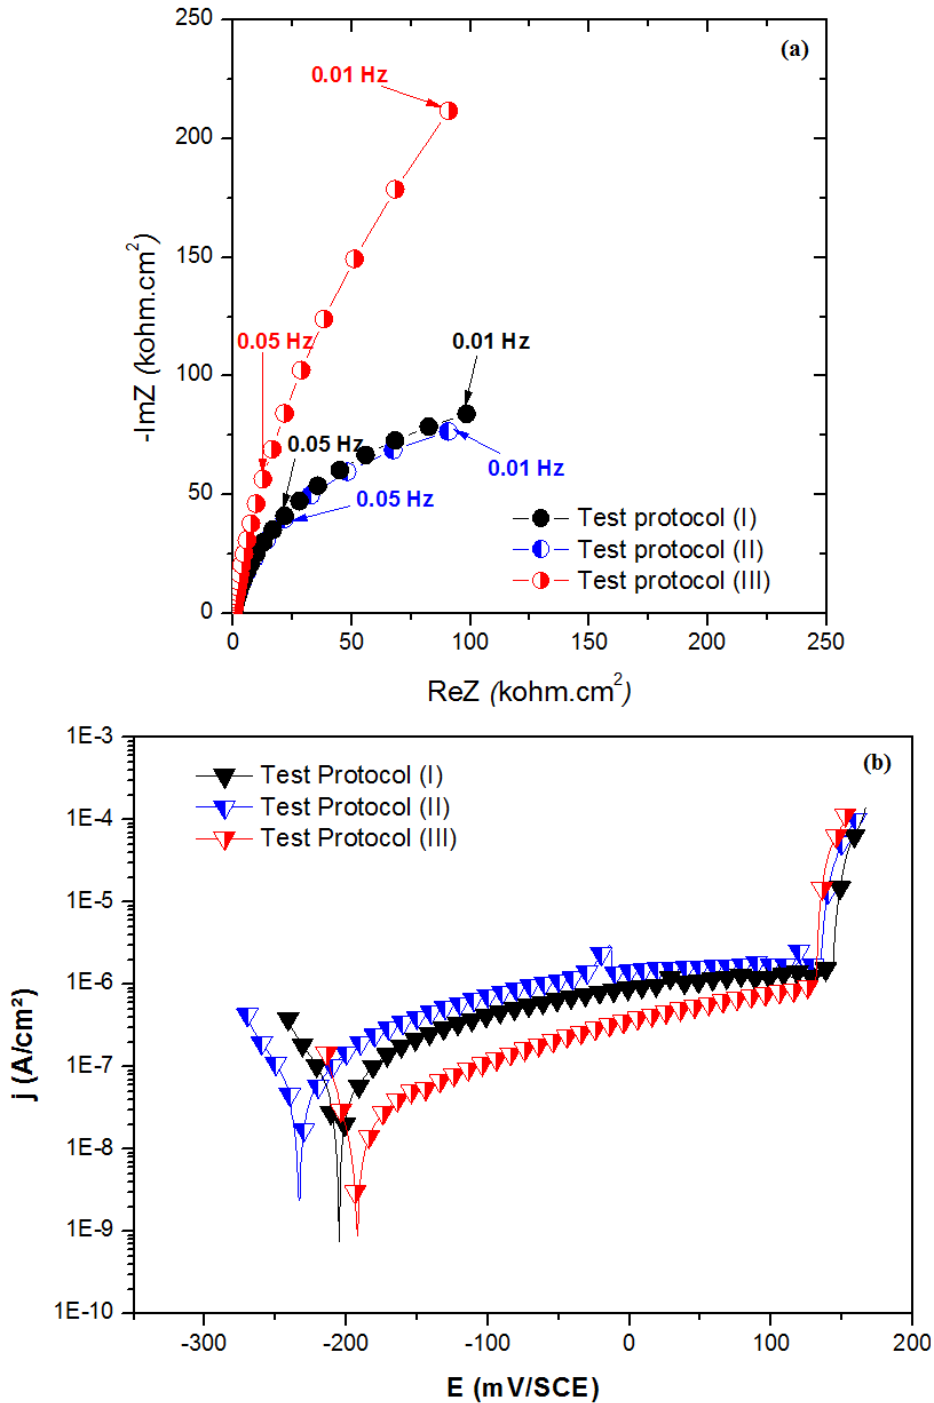 (a)
250
200
150
100
50
0
-ImZ (kohm.cm²)
0.01 Hz
0.05 Hz
0.01 Hz
0.05 Hz
0.01 Hz
0.05 Hz
Test protocol (I)
Test protocol (II)
Test protocol (III)
0 50 100 150 200 250
ReZ (kohm.cm²)
(b)
1E-3
1E-4
1E-5
1E-6
1E-7
1E-8
1E-9
1E-10
j (A/cm²)
Test Protocol (I)
Test Protocol (II)
Test Protocol (III)
-300 -200 -100 0 100 200
E (mV/SCE)